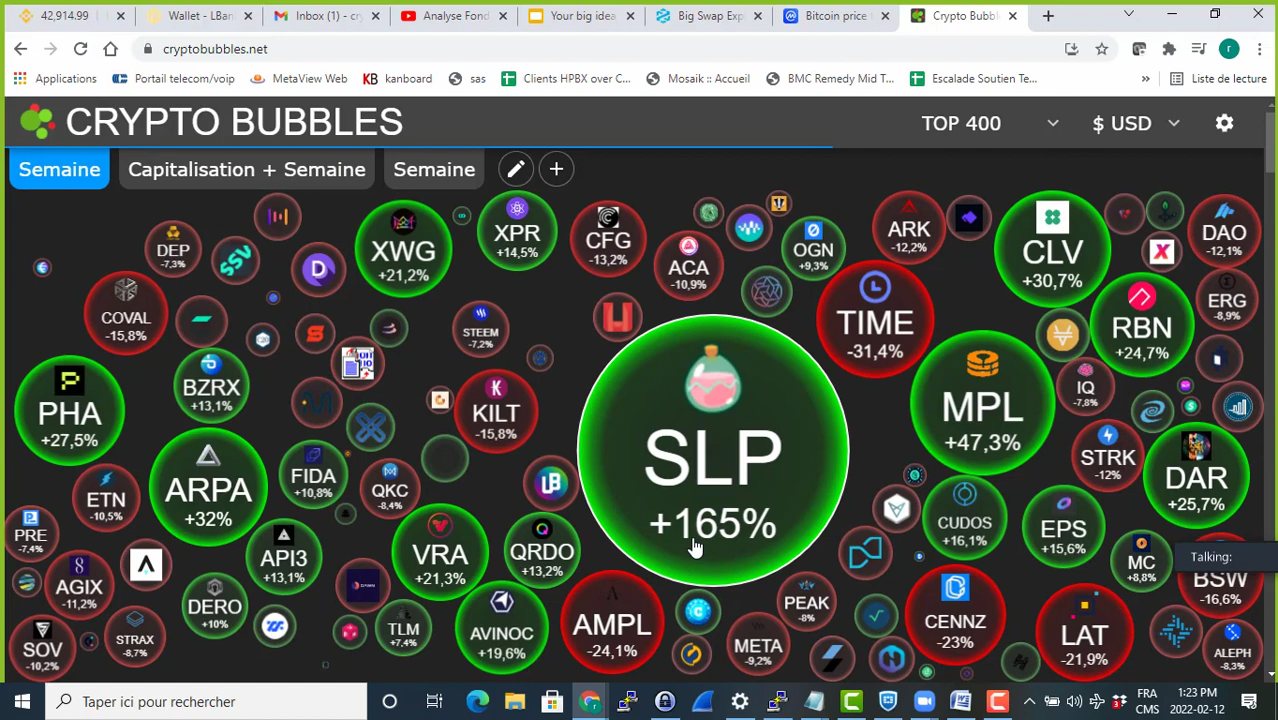 42,914.99
Wallet - LBan
Inbox (1) - cry
Analyse Fond
Your big idea
Big Swap Exp
Bitcoin price
Crypto Bubbl
cryptobubbles.net
r
Applications
Portail telecom/voip
MetaView Web
KB kanboard
sas
Clients HPBX over C...
Mosaik :: Accueil
BMC Remedy Mid T...
Escalade Soutien Te...
»
Liste de lecture
CRYPTO BUBBLES
TOP 400
$ USD
Semaine
Capitalisation + Semaine
Semaine
DEP
-7,3%
XWG
+21,2%
XPR
+14,5%
CFG
-13,2%
ACA
-10,9%
OGN
+9,3%
ARK
-12,2%
CLV
+30,7%
DAO
-12,1%
COVAL
-15,8%
STEEM
-7,2%
TIME
-31,4%
RBN
+24,7%
ERG
-8,9%
PHA
+27,5%
BZRX
+13,1%
KILT
-15,8%
SLP
+165%
MPL
+47,3%
IQ
-7,8%
STRK
-12%
DAR
+25,7%
ETN
-10,5%
ARPA
+32%
FIDA
+10,8%
QKC
-8,4%
PRE
-7,4%
API3
+13,1%
VRA
+21,3%
QRDO
+13,2%
CUDOS
+16,1%
EPS
+15,6%
MC
+8,8%
Talking:
BSW
-16,6%
AGIX
-11,2%
DERO
+10%
TLM
+7,4%
AVINOC
+19,6%
AMPL
-24,1%
PEAK
-8%
META
-9,2%
CENNZ
-23%
LAT
-21,9%
ALEPH
-8,3%
SOV
-10,2%
STRAX
-8,7%
Taper ici pour rechercher
FRA
CMS
1:23 PM
2022-02-12